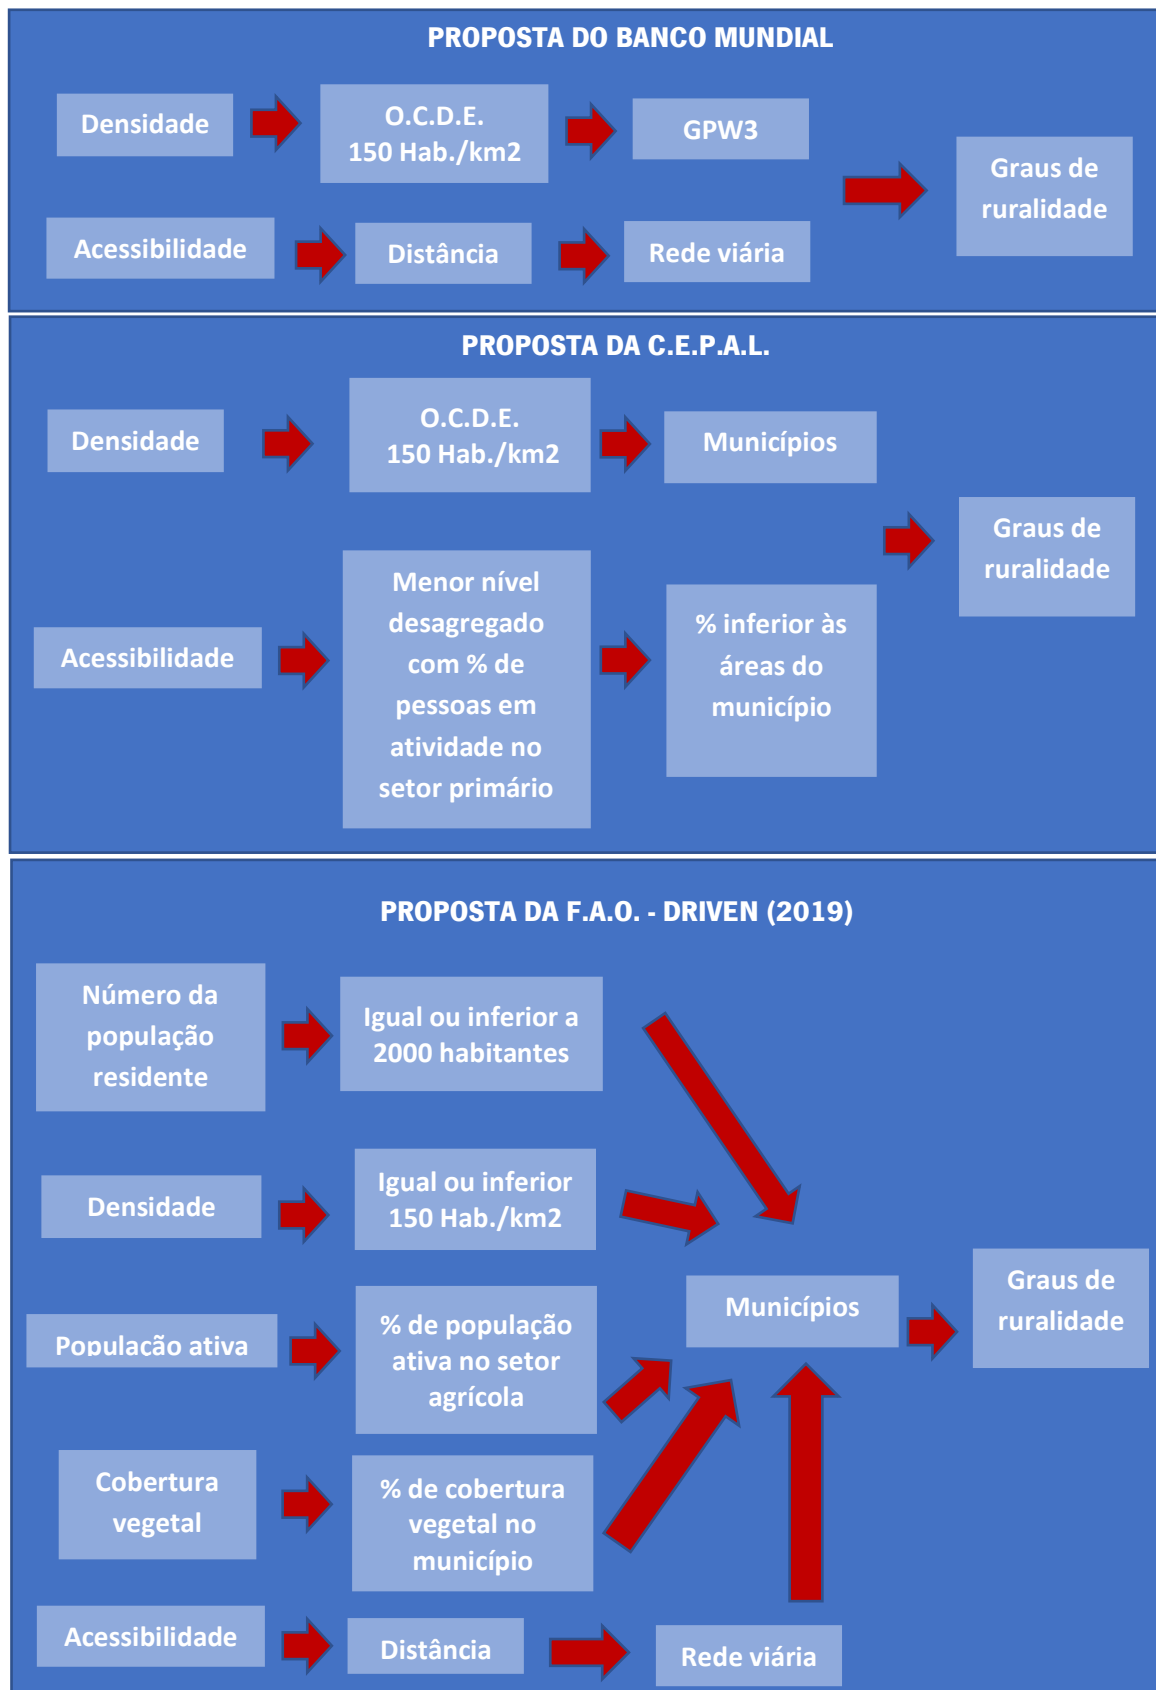 PROPOSTA DO BANCO MUNDIAL
Densidade
O.C.D.E.
150 Hab./km2
GPW3
Graus de
ruralidade
Acessibilidade
Distância
Rede viária
PROPOSTA DA C.E.P.A.L.
Densidade
O.C.D.E.
150 Hab./km2
Municípios
Graus de
ruralidade
Acessibilidade
Menor nível
desagregado
com % de
pessoas em
atividade no
setor primário
% inferior às
áreas do
município
PROPOSTA DA F.A.O. - DRIVEN (2019)
Número da
população
residente
Igual ou inferior a
2000 habitantes
Densidade
Igual ou inferior
150 Hab./km2
Municípios
Graus de
ruralidade
População ativa
% de população
ativa no setor
agrícola
Cobertura
vegetal
% de cobertura
vegetal no
município
Acessibilidade
Distância
Rede viária